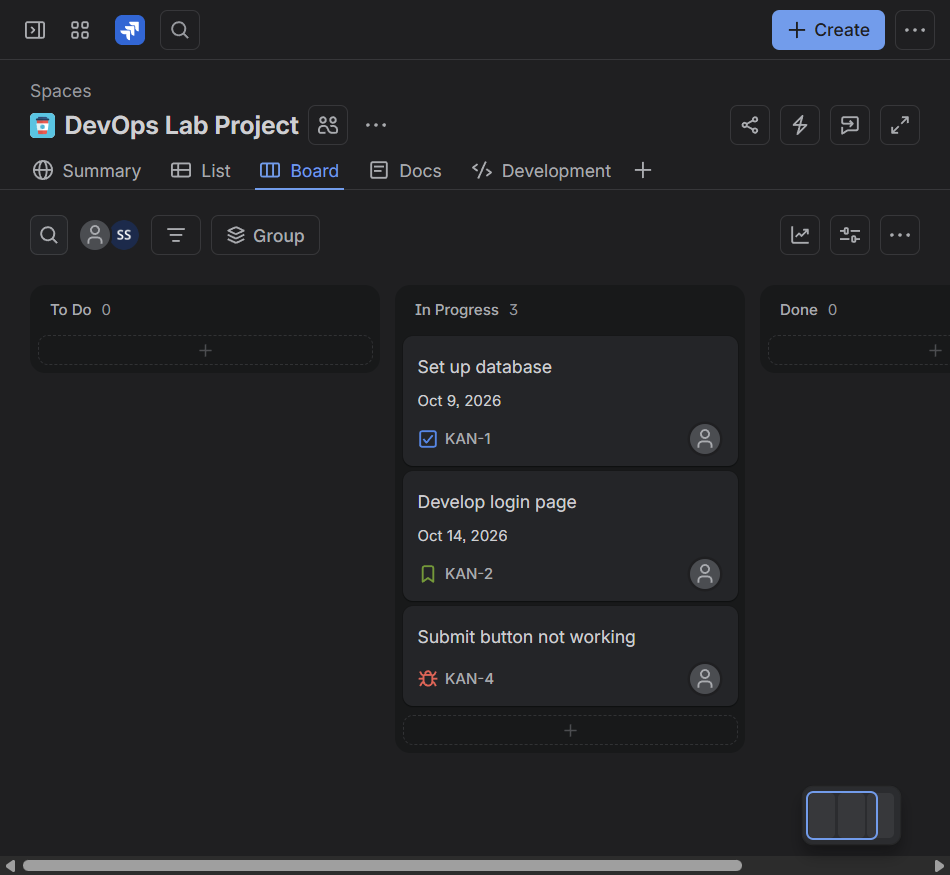 Create
Spaces
DevOps Lab Project
Summary List Board Docs Development
SS Group
To Do 0
In Progress 3
Done 0
Set up database
Oct 9, 2026
KAN-1
Develop login page
Oct 14, 2026
KAN-2
Submit button not working
KAN-4